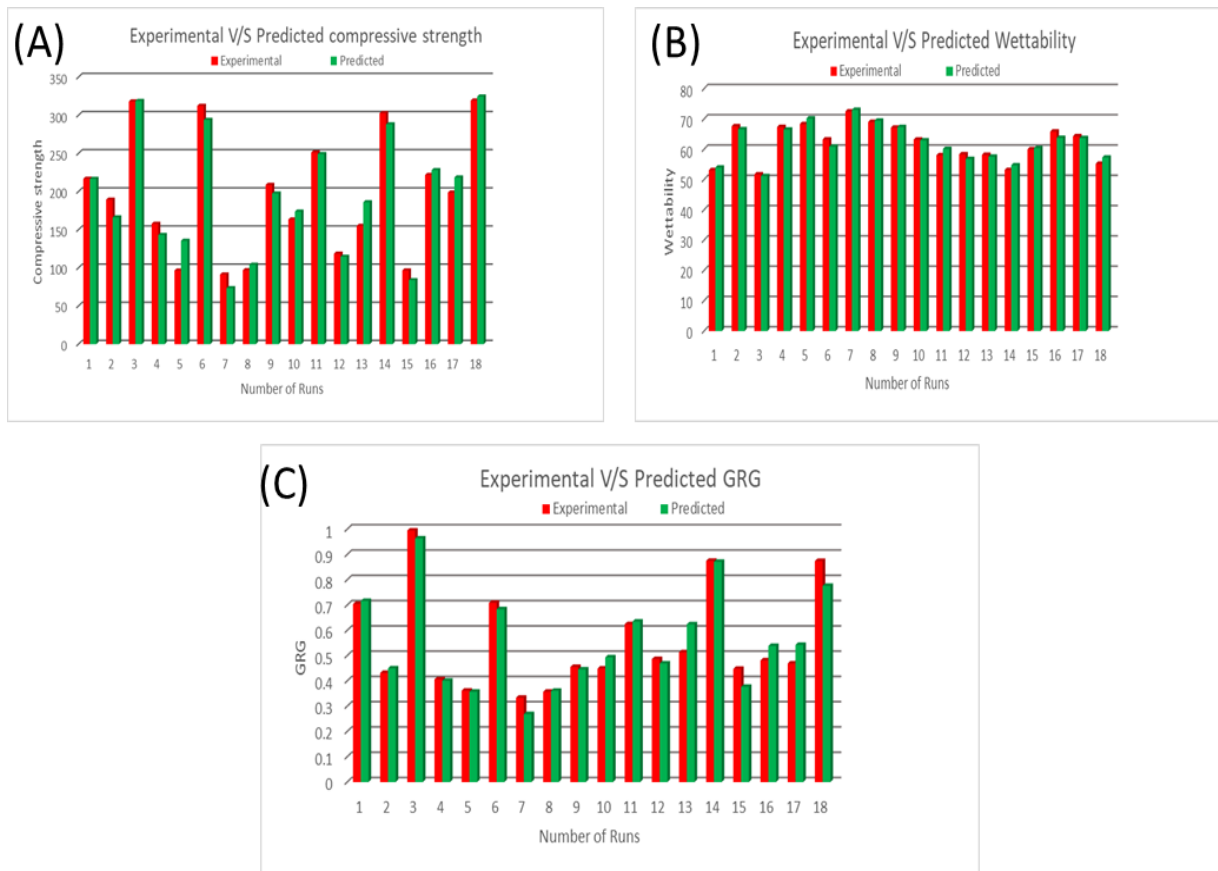 (A)
Experimental V/S Predicted compressive strength
Experimental Predicted
Compressive strength
350
300
250
200
150
100
50
0
1 2 3 4 5 6 7 8 9 10 11 12 13 14 15 16 17 18
Number of Runs
(B)
Experimental V/S Predicted Wettability
Experimental Predicted
Wettability
80
70
60
50
40
30
20
10
0
1 2 3 4 5 6 7 8 9 10 11 12 13 14 15 16 17 18
Number of Runs
(C)
Experimental V/S Predicted GRG
Experimental Predicted
GRG
1
0.9
0.8
0.7
0.6
0.5
0.4
0.3
0.2
0.1
0
1 2 3 4 5 6 7 8 9 10 11 12 13 14 15 16 17 18
Number of Runs